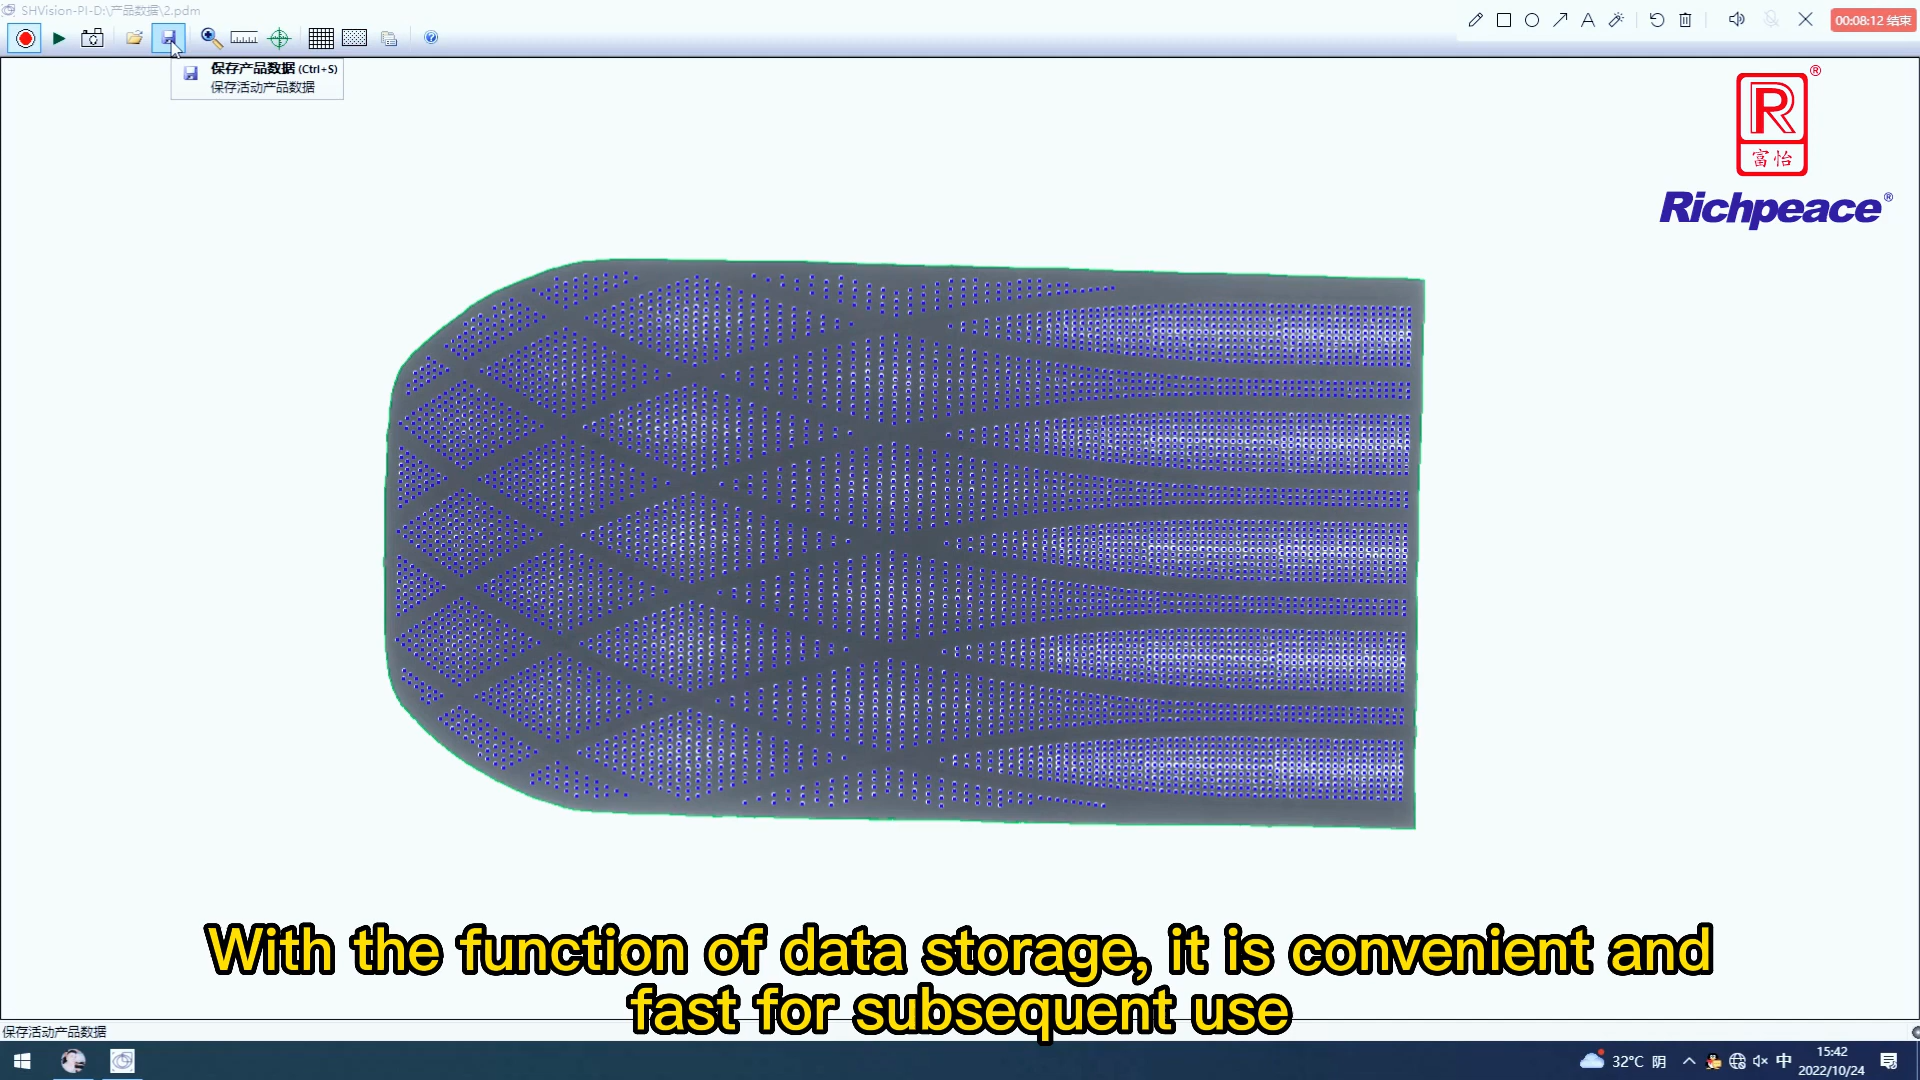 SHVision-PI-D:\产品数据\2.pdm
00:08:12 结束
保存产品数据 (Ctrl+S)
保存活动产品数据
R
®
富怡
Richpeace®
With the function of data storage, it is convenient and
fast for subsequent use
保存活动产品数据
32°C 阴
中
15:42
2022/10/24